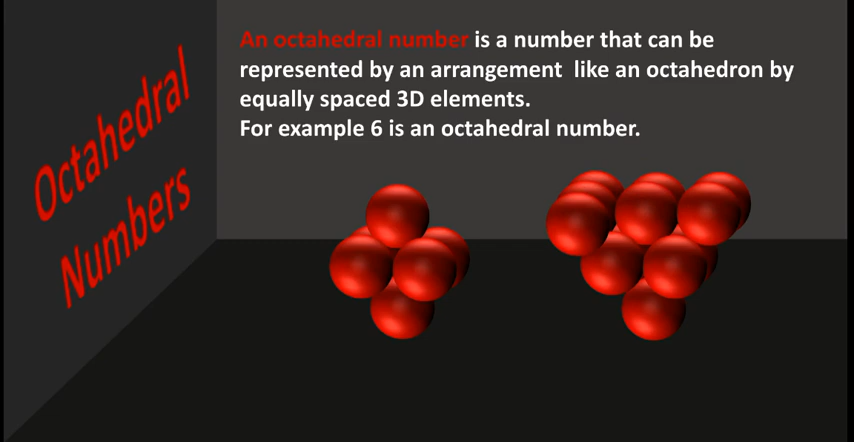 Octahedral
Numbers
An octahedral number is a number that can be
represented by an arrangement  like an octahedron by
equally spaced 3D elements.
For example 6 is an octahedral number.